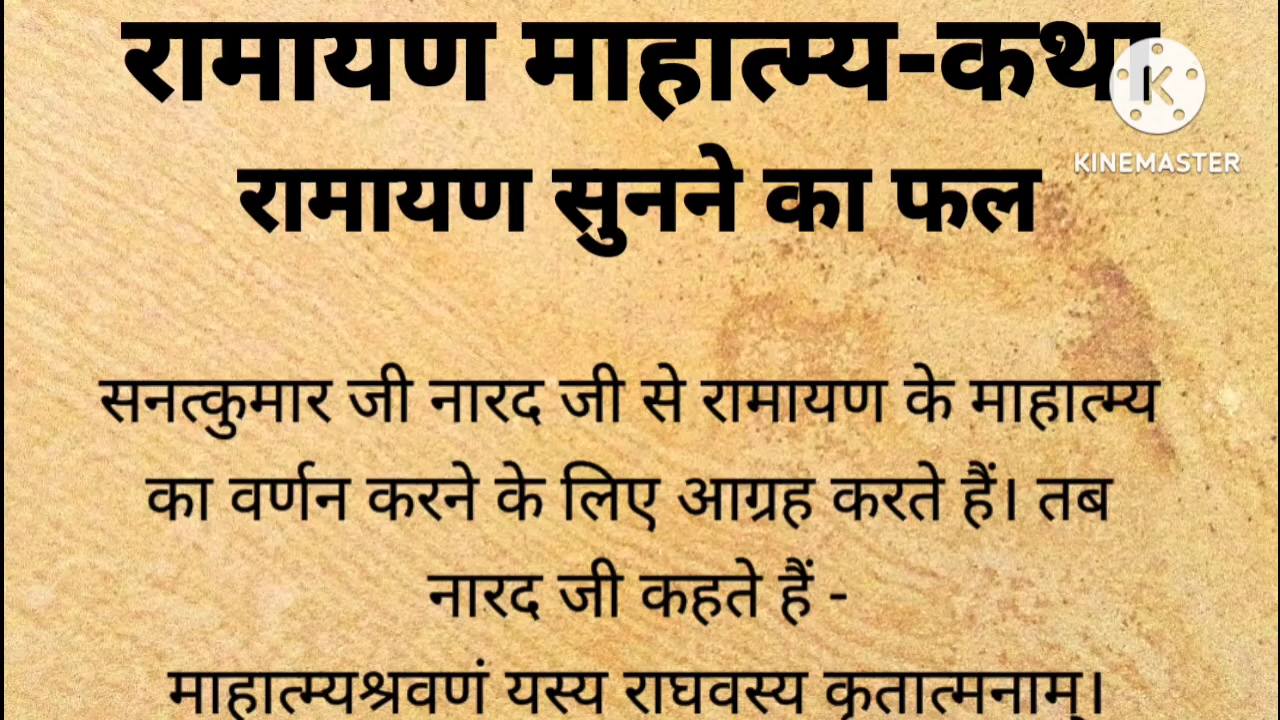 रामायण माहात्म्य-कथा
KINEMASTER
रामायण सुनने का फल
सनत्कुमार जी नारद जी से रामायण के माहात्म्य
का वर्णन करने के लिए आग्रह करते हैं। तब
नारद जी कहते हैं -
माहात्म्यश्रवणं यस्य राघवस्य कृतात्मनाम्।